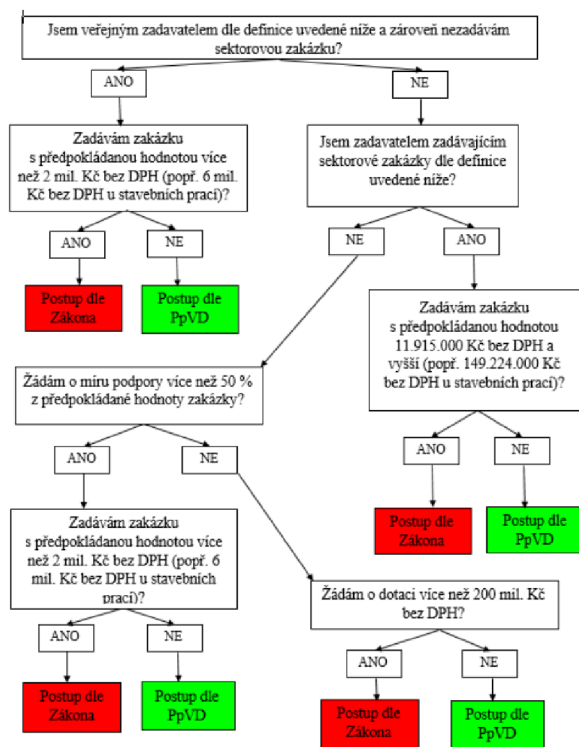 Jsem veřejným zadavatelem dle definice uvedené níže a zároveň nezadávám
sektorovou zakázku?
ANO
NE
Zadávám zakázku
s předpokládanou hodnotou více
než 2 mil. Kč bez DPH (popř. 6 mil.
Kč bez DPH u stavebních prací)?
Jsem zadavatelem zadávajícím
sektorové zakázky dle definice
uvedené níže?
ANO
NE
NE
ANO
Postup dle
Zákona
Postup dle
PpVD
Zadávám zakázku
s předpokládanou hodnotou
11.915.000 Kč bez DPH a
vyšší (popř. 149.224.000 Kč
bez DPH u stavebních prací)?
Žádám o míru podpory více než 50 %
z předpokládané hodnoty zakázky?
ANO
NE
ANO
NE
Postup dle
Zákona
Postup dle
PpVD
Zadávám zakázku
s předpokládanou hodnotou více
než 2 mil. Kč bez DPH (popř. 6
mil. Kč bez DPH u stavebních
prací)?
Žádám o dotaci více než 200 mil. Kč
bez DPH?
ANO
NE
ANO
NE
Postup dle
Zákona
Postup dle
PpVD
Postup dle
Zákona
Postup dle
PpVD